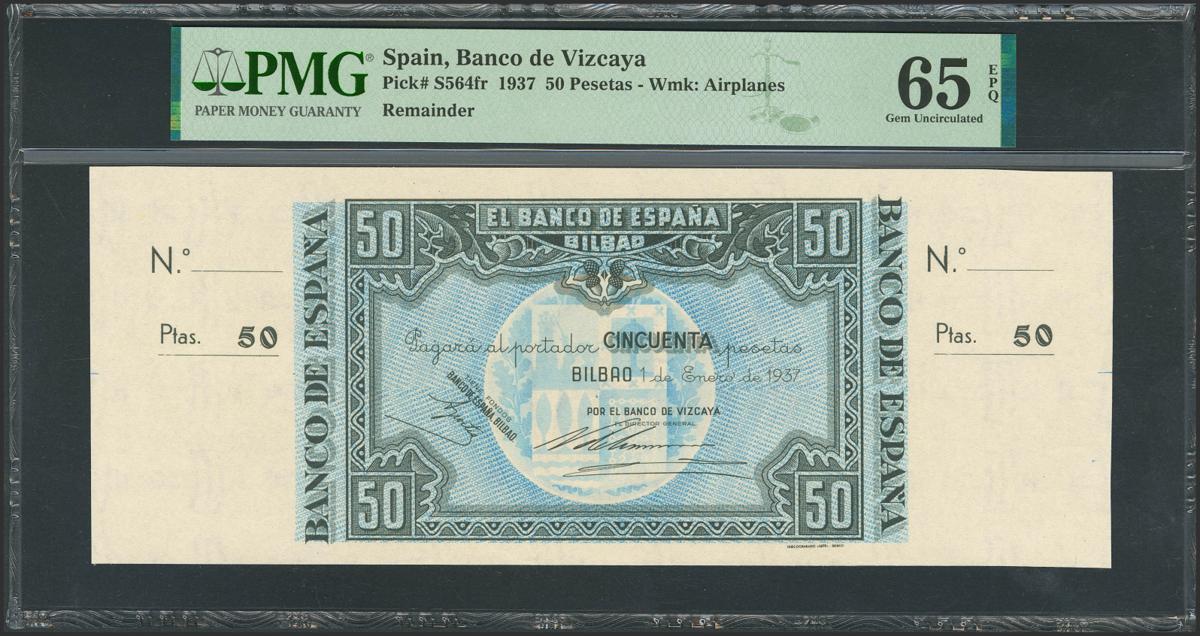 PMG®
PAPER MONEY GUARANTY
Spain, Banco de Vizcaya
Pick# S564fr 1937 50 Pesetas - Wmk: Airplanes
Remainder
65 EPQ
Gem Uncirculated
50 EL BANCO DE ESPAÑA 50
BILBAO
N.º
Ptas. 50
BANCO DE ESPAÑA
Pagará al portador CINCUENTA pesetas
BILBAO 1 de Enero de 1937
FONDOS
BANCO DE ESPAÑA, BILBAO.
POR EL BANCO DE VIZCAYA
EL DIRECTOR GENERAL
50 50
BANCO DE ESPAÑA
N.º
Ptas. 50